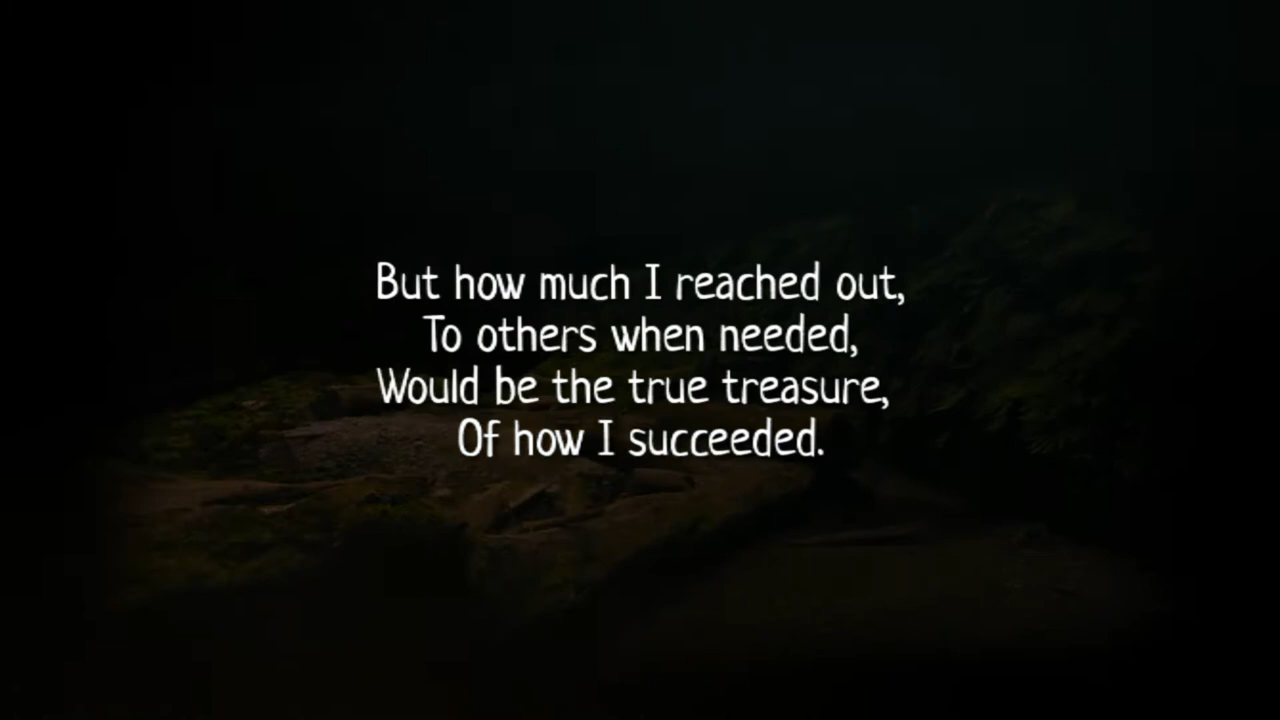 But how much I reached out,
To others when needed,
Would be the true treasure,
Of how I succeeded.